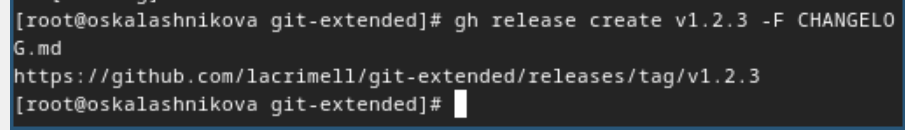 [root@oskalashnikova git-extended]# gh release create v1.2.3 -F CHANGELO
G.md
https://github.com/lacrimell/git-extended/releases/tag/v1.2.3
[root@oskalashnikova git-extended]#